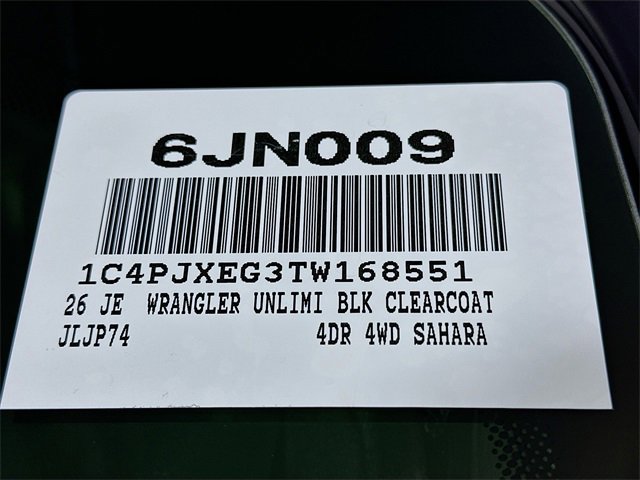 6JN009
1C4PJXEG3TW168551
26 JE WRANGLER UNLIMI BLK CLEARCOAT
JLJP74 4DR 4WD SAHARA